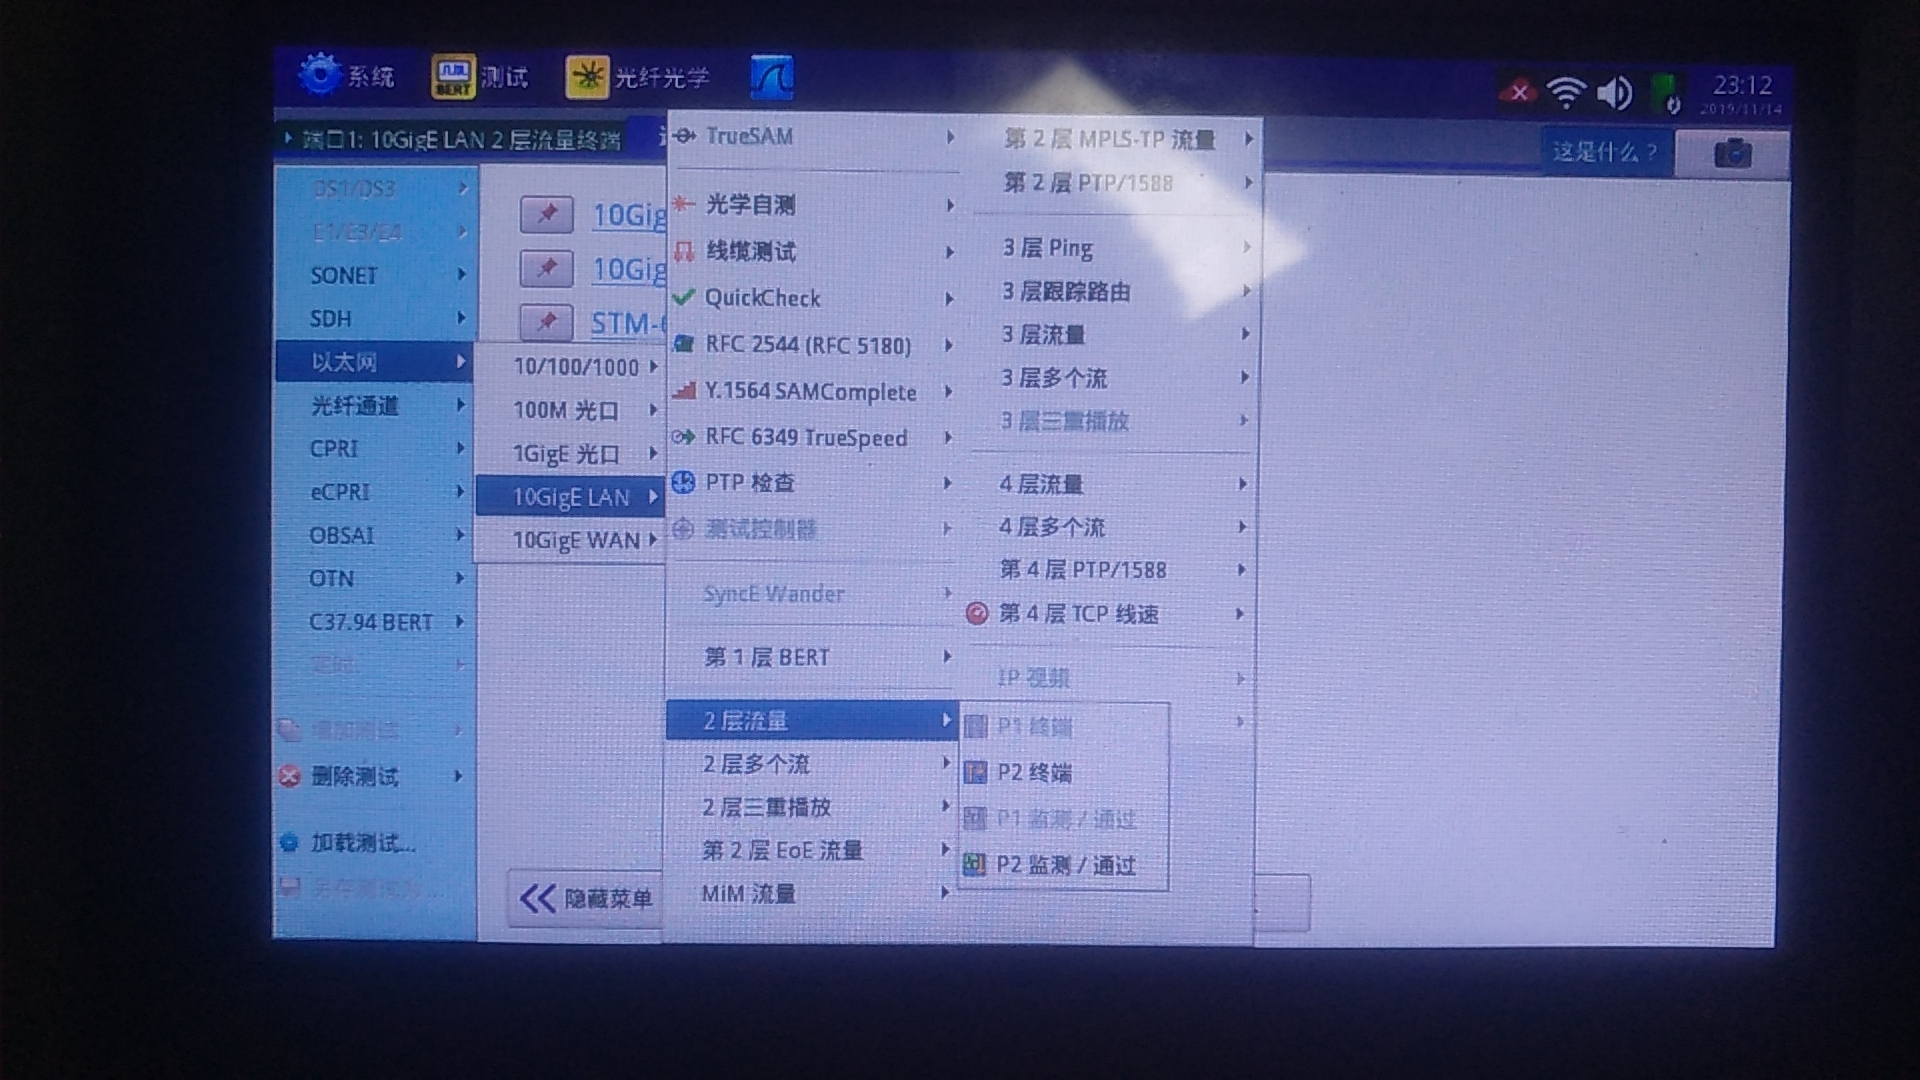 系统
BERT
测试
光纤光学
23:12
2019/11/14
端口1: 10GigE LAN 2 层流量终端
这是什么？
DS1/DS3
E1/E3/E4
SONET
SDH
以太网
光纤通道
CPRI
eCPRI
OBSAI
OTN
C37.94 BERT
定时
增加测试
删除测试
加载测试...
10Gig
10Gig
STM-6
10/100/1000
100M 光口
1GigE 光口
10GigE LAN
10GigE WAN
隐藏菜单
TrueSAM
光学自测
线缆测试
QuickCheck
RFC 2544 (RFC 5180)
Y.1564 SAMComplete
RFC 6349 TrueSpeed
PTP 检查
测试控制器
SyncE Wander
第 1 层 BERT
2 层流量
2 层多个流
2 层三重播放
第 2 层 EoE 流量
MiM 流量
第 2 层 MPLS-TP 流量
第 2 层 PTP/1588
3 层 Ping
3 层跟踪路由
3 层流量
3 层多个流
3 层三重播放
4 层流量
4 层多个流
第 4 层 PTP/1588
第 4 层 TCP 线速
IP 视频
P1 终端
P2 终端
P1 监测 / 通过
P2 监测 / 通过